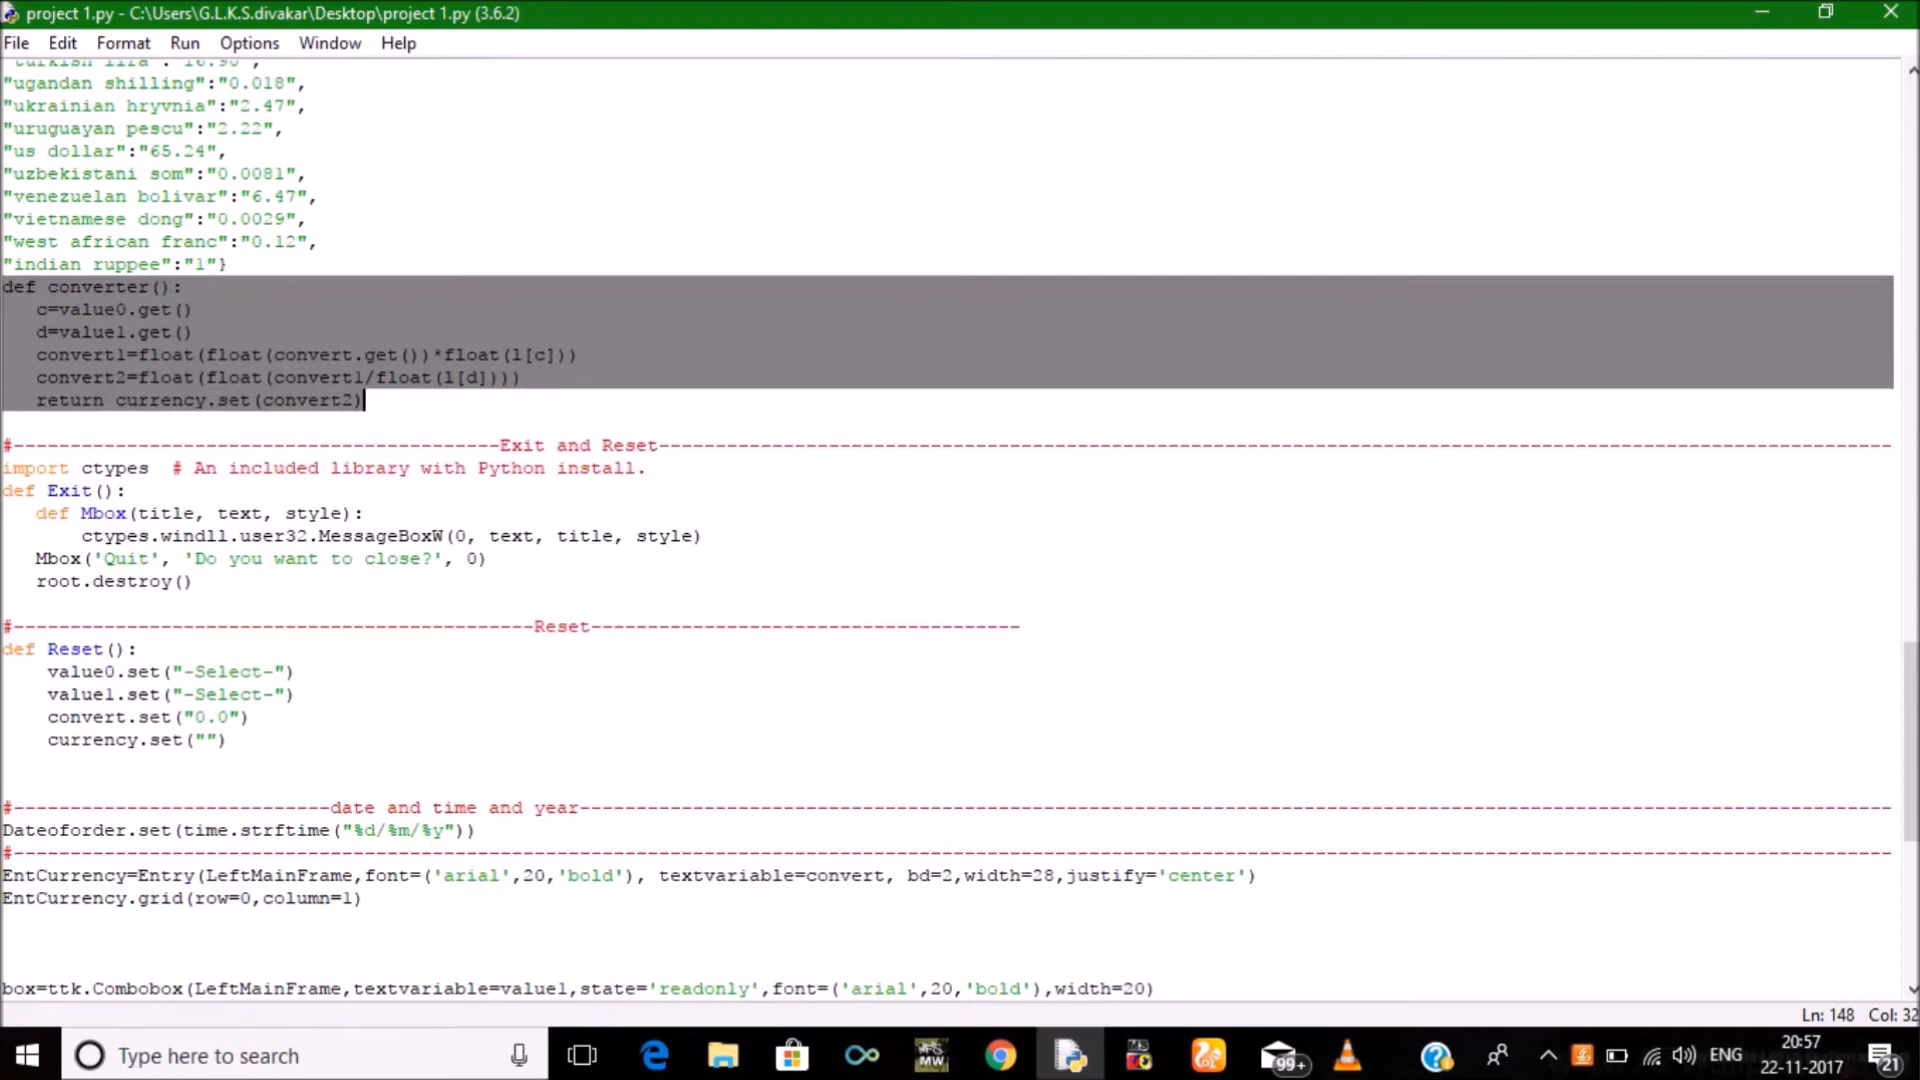 project 1.py - C:\Users\G.L.K.S.divakar\Desktop\project 1.py (3.6.2)
File Edit Format Run Options Window Help
"turkish lira":"16.90",
"ugandan shilling":"0.018",
"ukrainian hryvnia":"2.47",
"uruguayan pescu":"2.22",
"us dollar":"65.24",
"uzbekistani som":"0.0081",
"venezuelan bolivar":"6.47",
"vietnamese dong":"0.0029",
"west african franc":"0.12",
"indian ruppee":"1"}
def converter():
c=value0.get()
d=value1.get()
convert1=float(float(convert.get())*float(l[c]))
convert2=float(float(convert1/float(l[d])))
return currency.set(convert2)
#-------------------------------------------Exit and Reset-------------------------------------------------------------------------------------------------------------
import ctypes # An included library with Python install.
def Exit():
def Mbox(title, text, style):
ctypes.windll.user32.MessageBoxW(0, text, title, style)
Mbox('Quit', 'Do you want to close?', 0)
root.destroy()
#----------------------------------------------Reset--------------------------------------
def Reset():
value0.set("-Select-")
value1.set("-Select-")
convert.set("0.0")
currency.set("")
#----------------------------date and time and year--------------------------------------------------------------------------------------------------------------------
Dateoforder.set(time.strftime("%d/%m/%y"))
#----------------------------------------------------------------------------------------------------------------------------------------------------------------------
EntCurrency=Entry(LeftMainFrame,font=('arial',20,'bold'), textvariable=convert, bd=2,width=28,justify='center')
EntCurrency.grid(row=0,column=1)
box=ttk.Combobox(LeftMainFrame,textvariable=value1,state='readonly',font=('arial',20,'bold'),width=20)
Ln: 148 Col: 32
Type here to search
MW
99+
ENG
20:57
22-11-2017
21